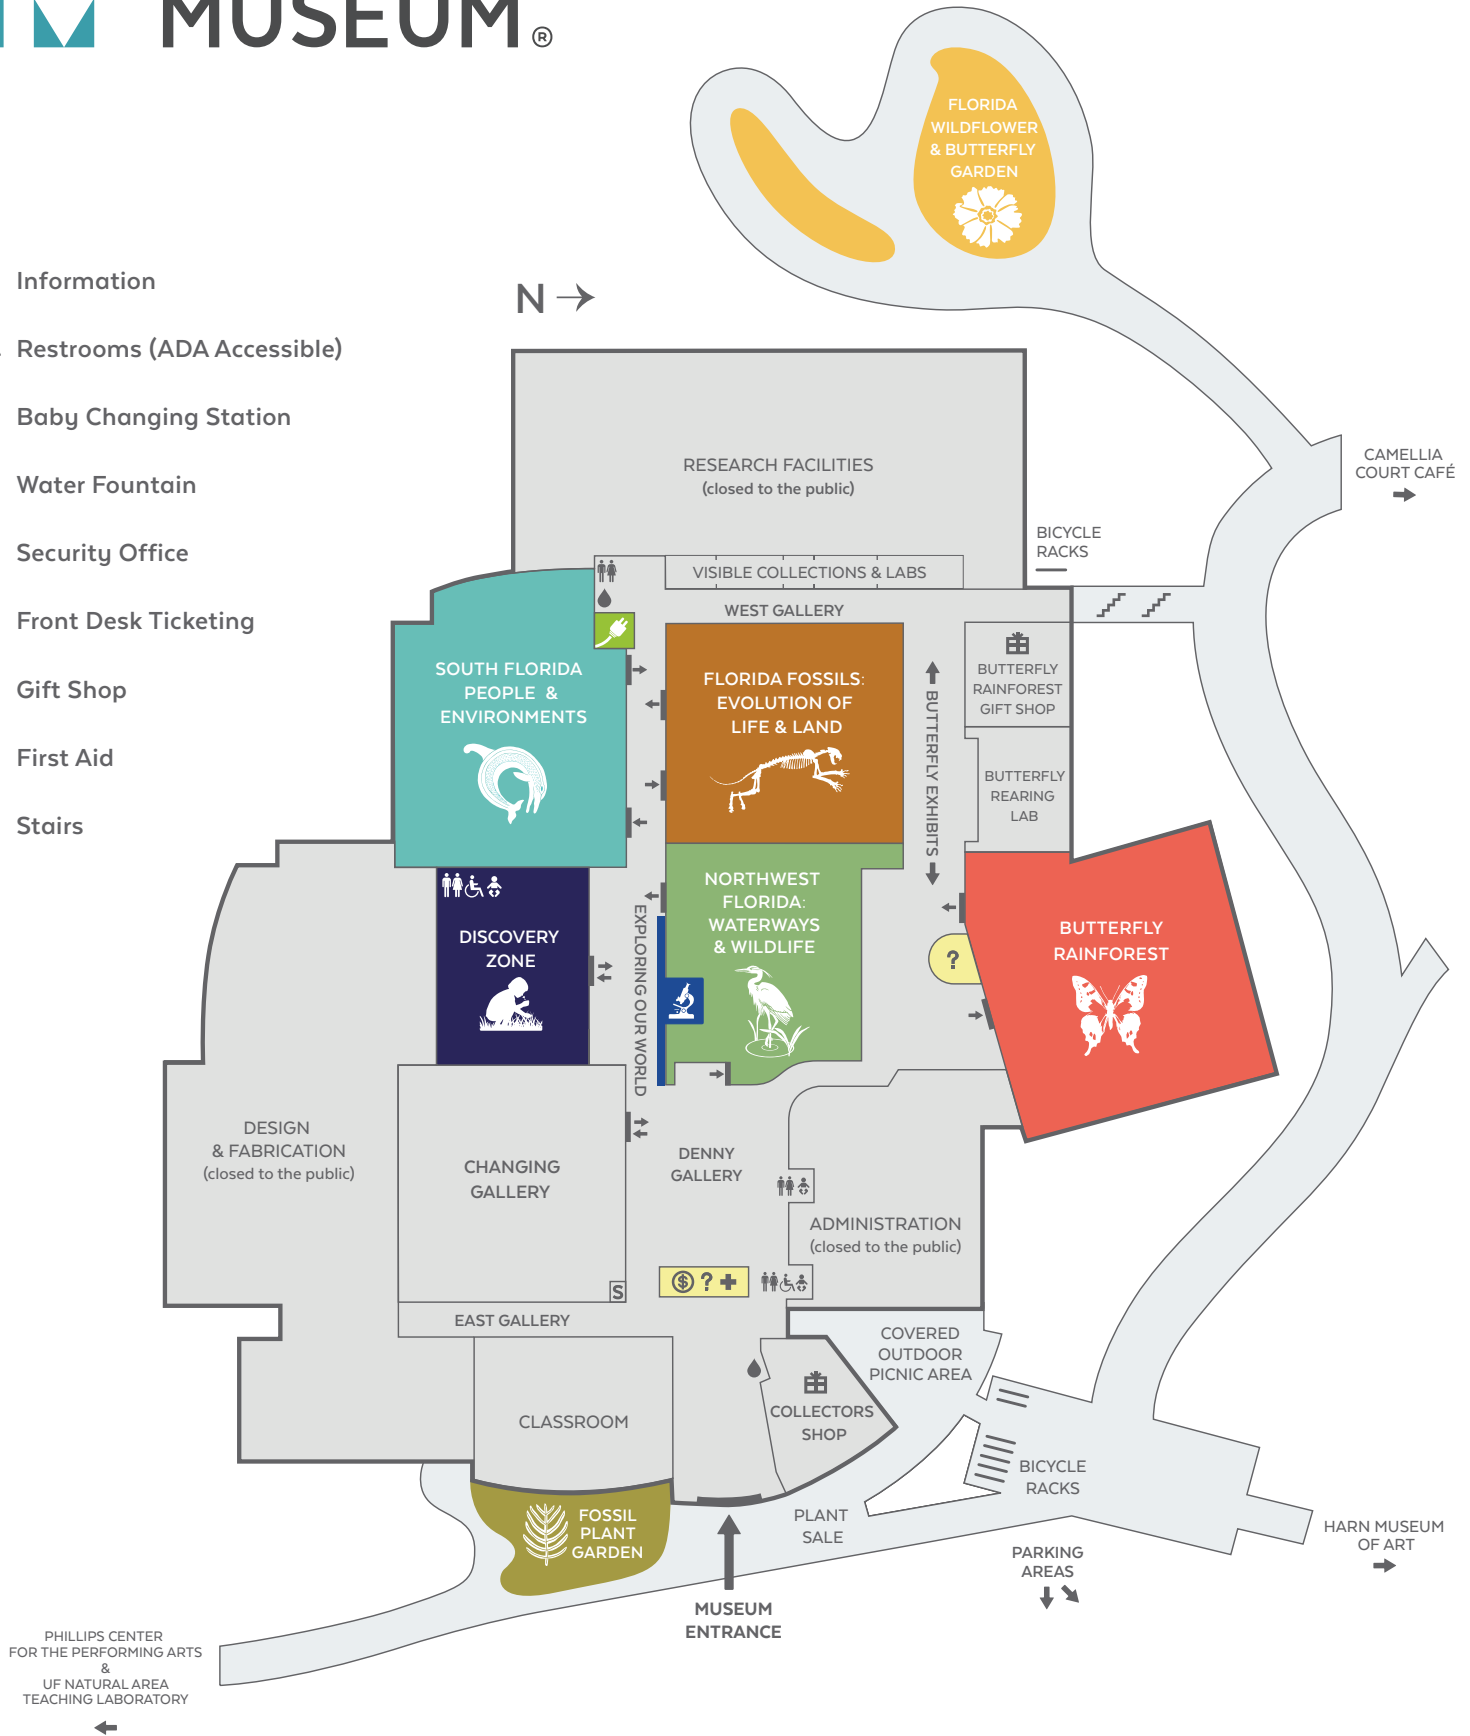 MUSEUM®
FLORIDA
WILDFLOWER
& BUTTERFLY
GARDEN
Information
Restrooms (ADA Accessible)
Baby Changing Station
Water Fountain
Security Office
Front Desk Ticketing
Gift Shop
First Aid
Stairs
N
CAMELLIA
COURT CAFÉ
RESEARCH FACILITIES
(closed to the public)
BICYCLE
RACKS
VISIBLE COLLECTIONS & LABS
WEST GALLERY
SOUTH FLORIDA
PEOPLE &
ENVIRONMENTS
FLORIDA FOSSILS:
EVOLUTION OF
LIFE & LAND
BUTTERFLY EXHIBITS
BUTTERFLY
RAINFOREST
GIFT SHOP
BUTTERFLY
REARING
LAB
DISCOVERY
ZONE
EXPLORING OUR WORLD
NORTHWEST
FLORIDA:
WATERWAYS
& WILDLIFE
?
BUTTERFLY
RAINFOREST
DESIGN
& FABRICATION
(closed to the public)
CHANGING
GALLERY
DENNY
GALLERY
ADMINISTRATION
(closed to the public)
S
$ ?
EAST GALLERY
COVERED
OUTDOOR
PICNIC AREA
CLASSROOM
COLLECTORS
SHOP
BICYCLE
RACKS
FOSSIL
PLANT
GARDEN
PLANT
SALE
HARN MUSEUM
OF ART
PARKING
AREAS
MUSEUM
ENTRANCE
PHILLIPS CENTER
FOR THE PERFORMING ARTS
&
UF NATURAL AREA
TEACHING LABORATORY